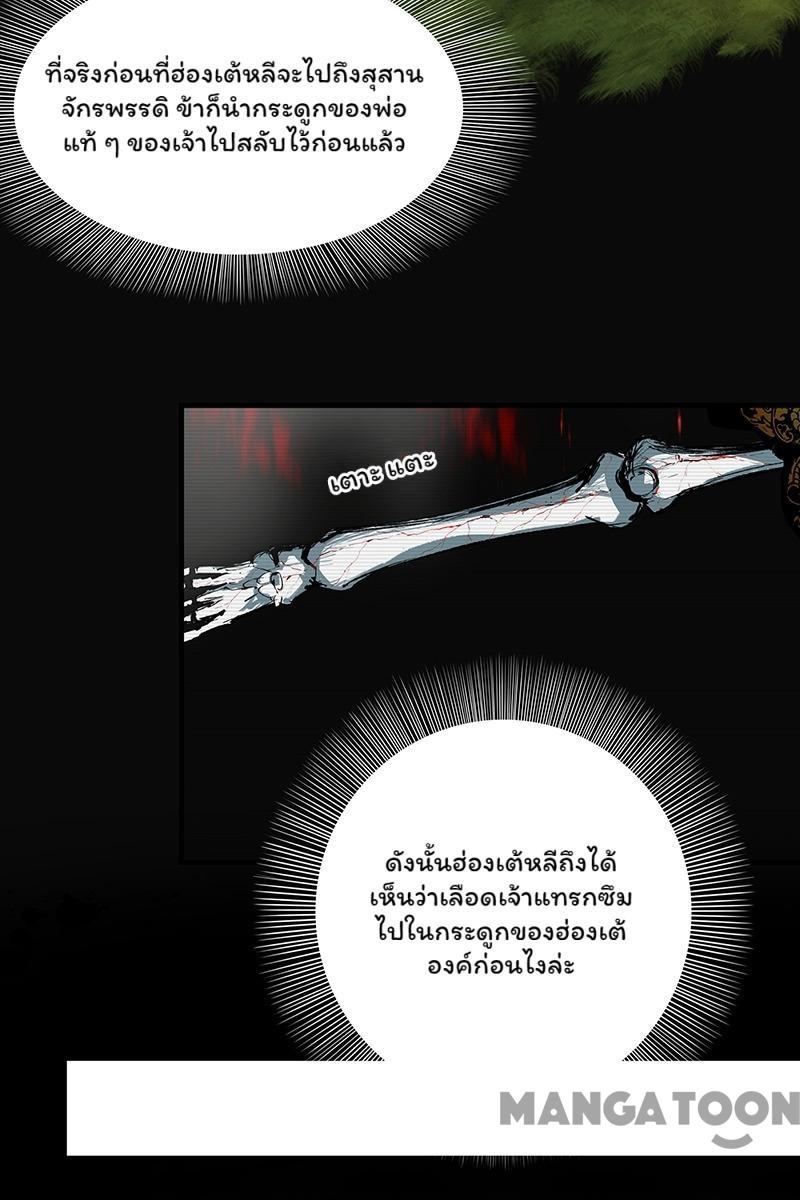 ที่จริงก่อนที่ฮ่องเต้หลีจะไปถึงสุสาน
จักรพรรดิ ข้าก็นำกระดูกของพ่อ
แท้ ๆ ของเจ้าไปสลับไว้ก่อนแล้ว
เตาะ แตะ
ดังนั้นฮ่องเต้หลีถึงได้
เห็นว่าเลือดเจ้าแทรกซึม
ไปในกระดูกของฮ่องเต้
องค์ก่อนไงล่ะ
MANGATOON